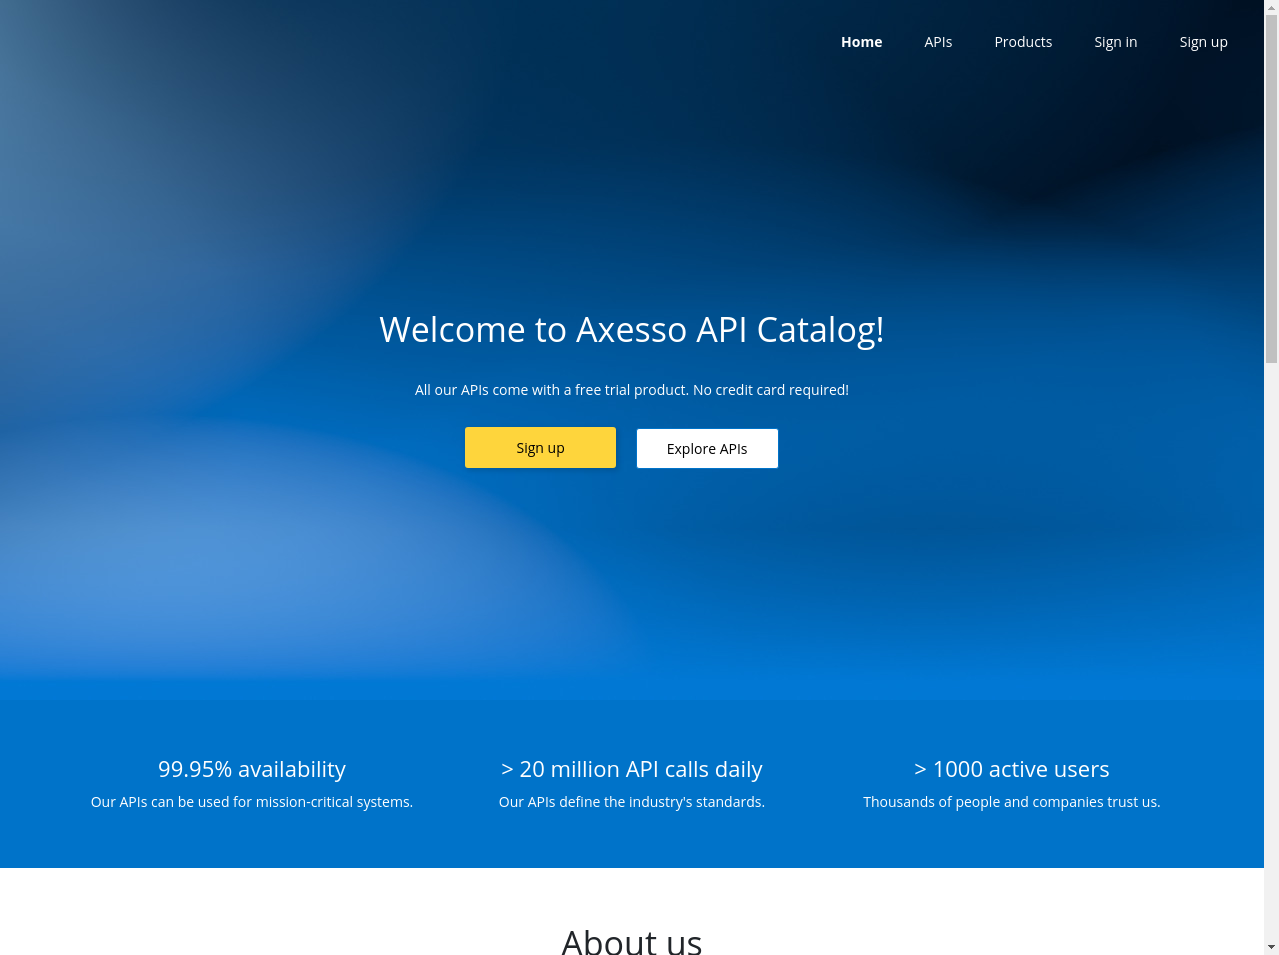 Home APIs Products Sign in Sign up
Welcome to Axesso API Catalog!
All our APIs come with a free trial product. No credit card required!
Sign up Explore APIs
99.95% availability
Our APIs can be used for mission-critical systems.
> 20 million API calls daily
Our APIs define the industry's standards.
> 1000 active users
Thousands of people and companies trust us.
About us